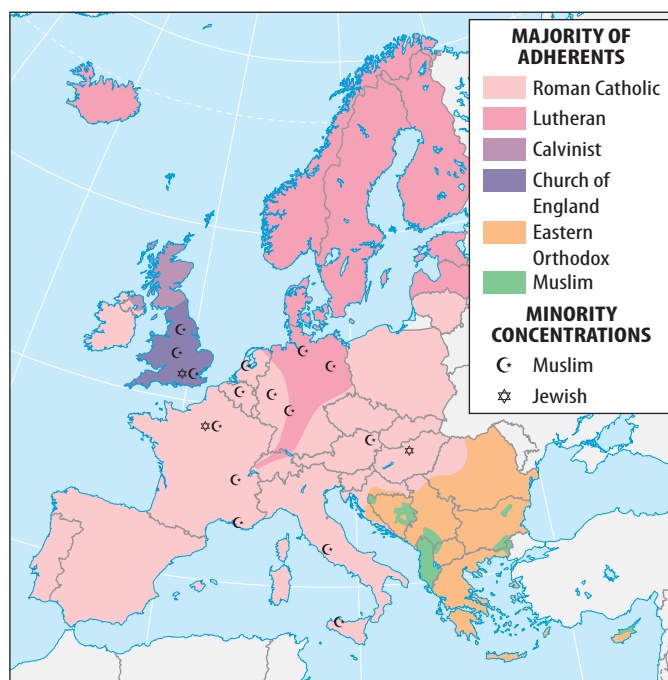 MAJORITY OF
ADHERENTS
Roman Catholic
Lutheran
Calvinist
Church of
England
Eastern
Orthodox
Muslim
MINORITY
CONCENTRATIONS
Muslim
Jewish